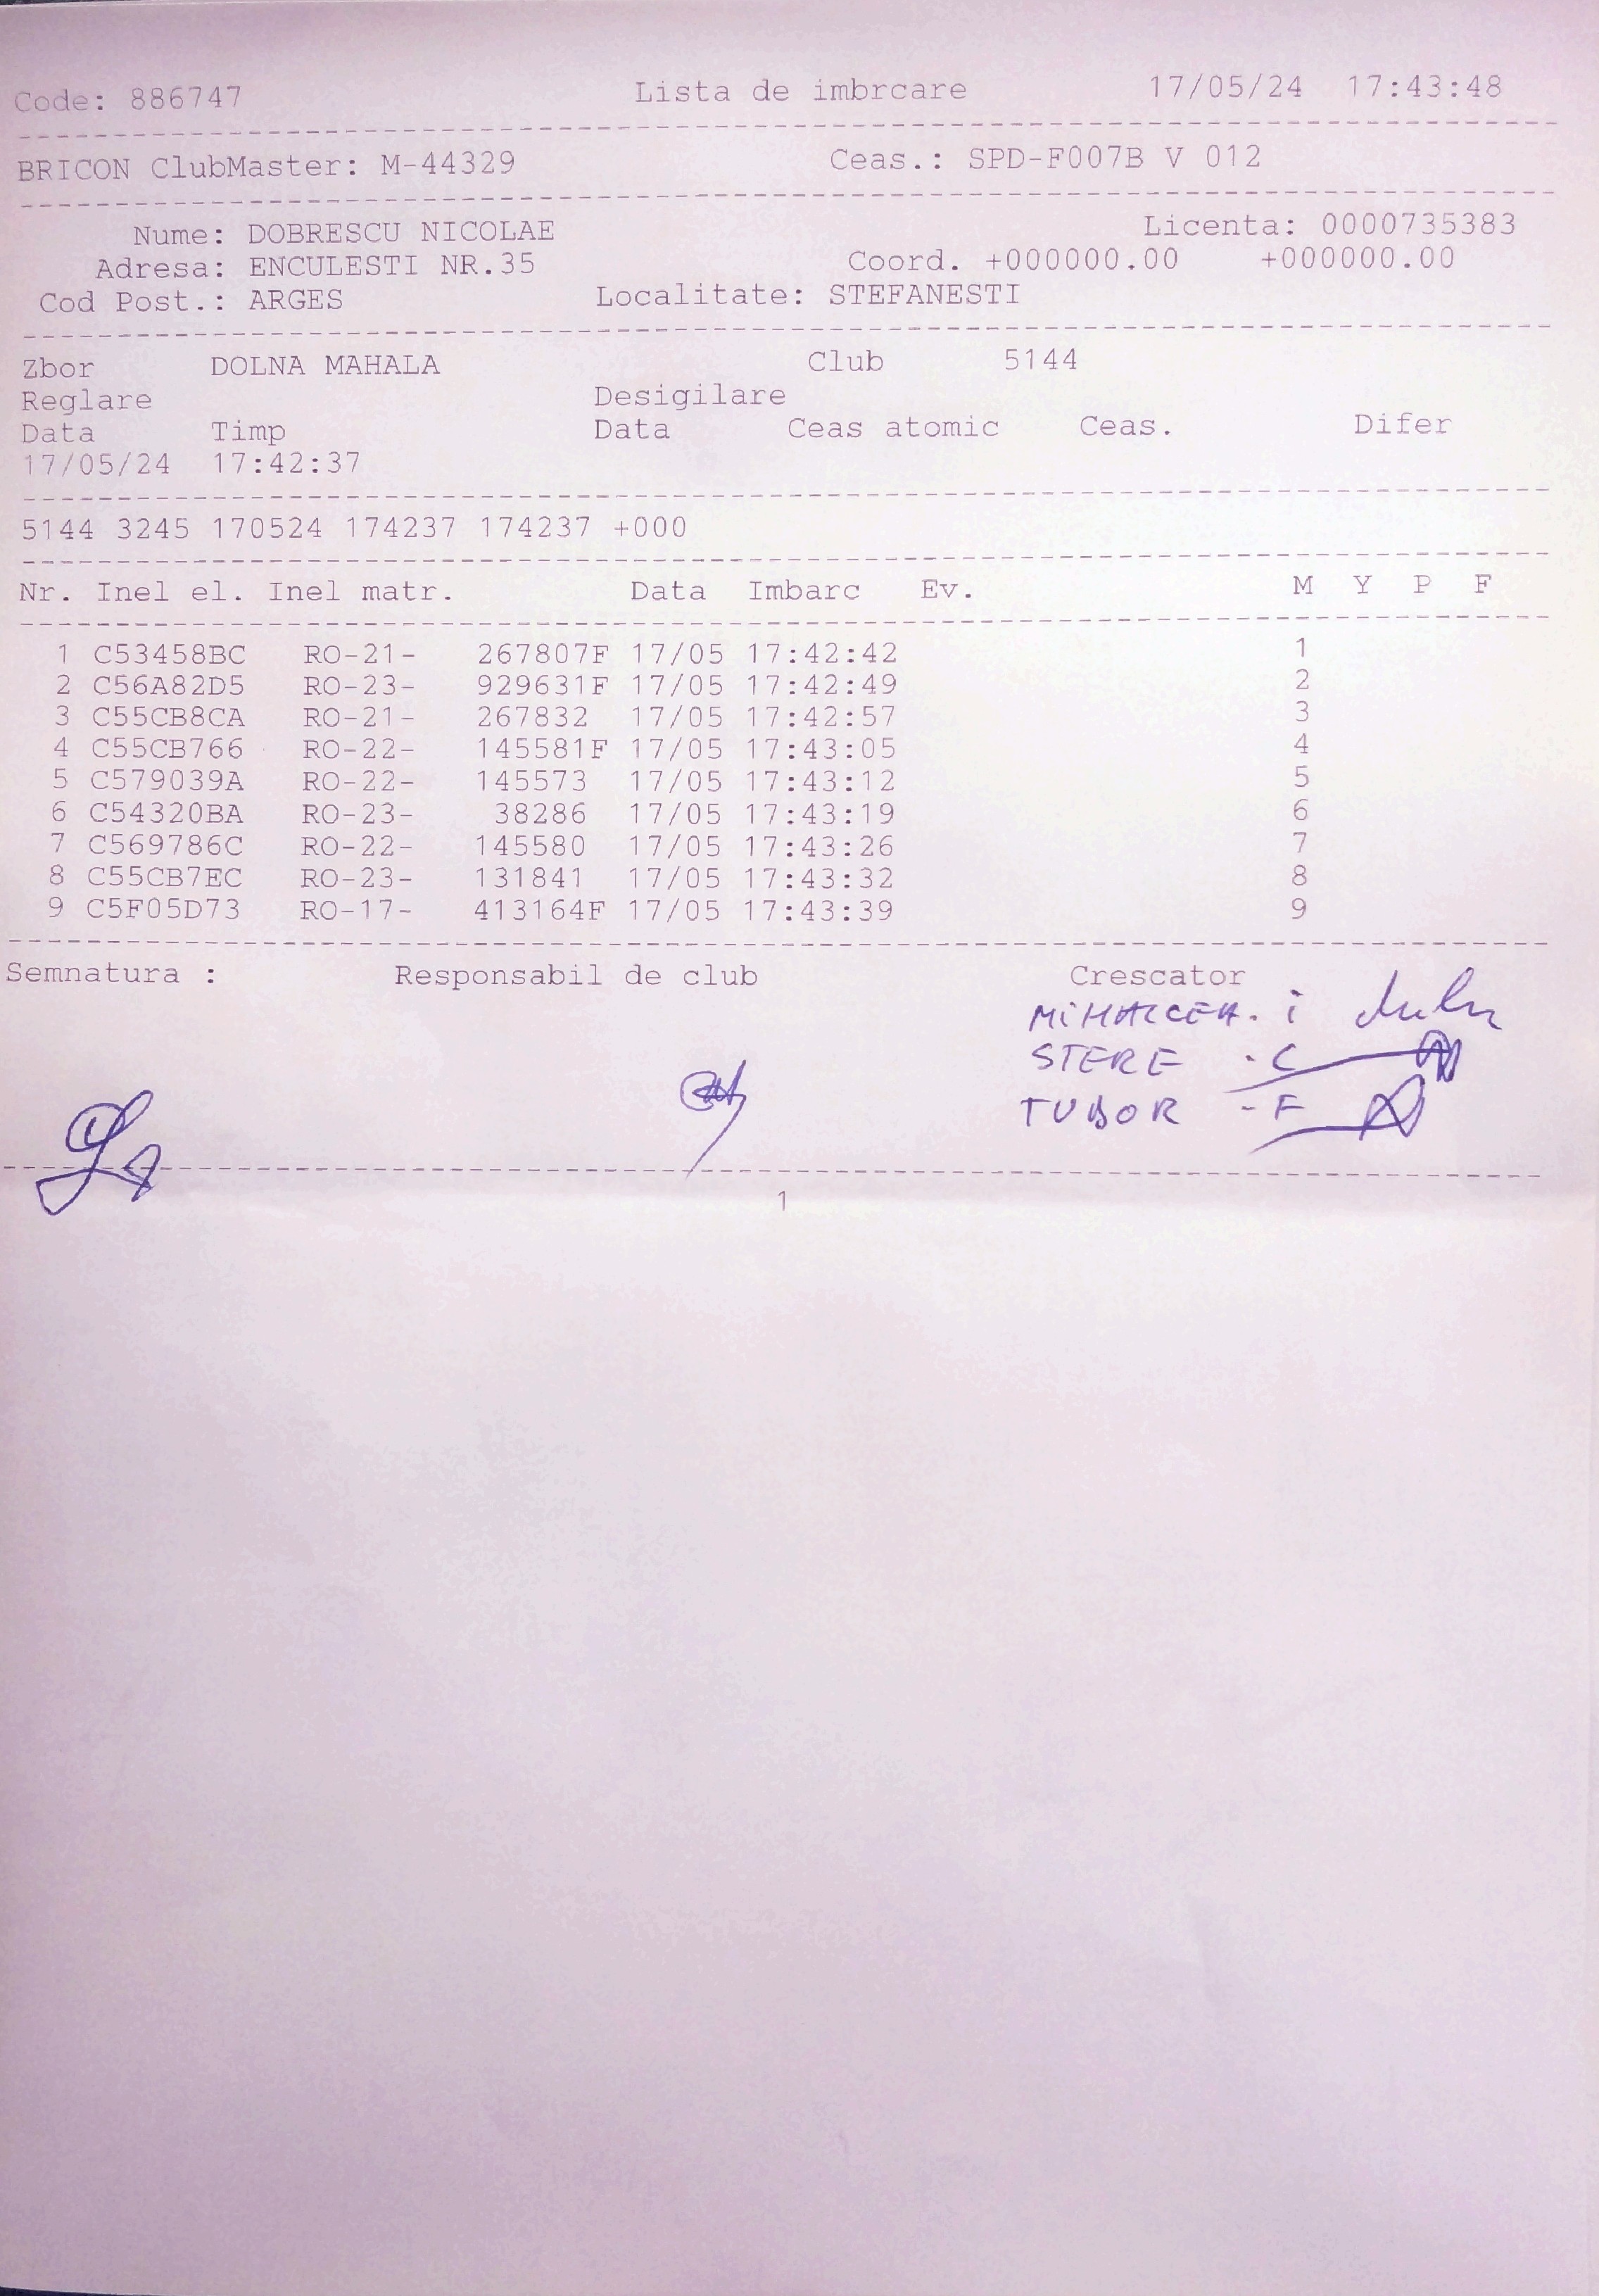 Code: 886747 Lista de imbrcare 17/05/24 17:43:48
BRICON ClubMaster: M-44329 Ceas.: SPD-F007B V 012
Nume: DOBRESCU NICOLAE Licenta: 0000735383
Adresa: ENCULESTI NR.35 Coord. +000000.00 +000000.00
Cod Post.: ARGES Localitate: STEFANESTI
Zbor DOLNA MAHALA Club 5144
Reglare Desigilare
Data Timp Data Ceas atomic Ceas. Difer
17/05/24 17:42:37
5144 3245 170524 174237 174237 +000
Nr. Inel el. Inel matr. Data Imbarc Ev. M Y P F
1 C53458BC RO-21- 267807F 17/05 17:42:42 1
2 C56A82D5 RO-23- 929631F 17/05 17:42:49 2
3 C55CB8CA RO-21- 267832 17/05 17:42:57 3
4 C55CB766 RO-22- 145581F 17/05 17:43:05 4
5 C579039A RO-22- 145573 17/05 17:43:12 5
6 C54320BA RO-23- 38286 17/05 17:43:19 6
7 C569786C RO-22- 145580 17/05 17:43:26 7
8 C55CB7EC RO-23- 131841 17/05 17:43:32 8
9 C5F05D73 RO-17- 413164F 17/05 17:43:39 9
Semnatura : Responsabil de club Crescator
MIHALCEA. i
STERE - C
TUDOR - F
1